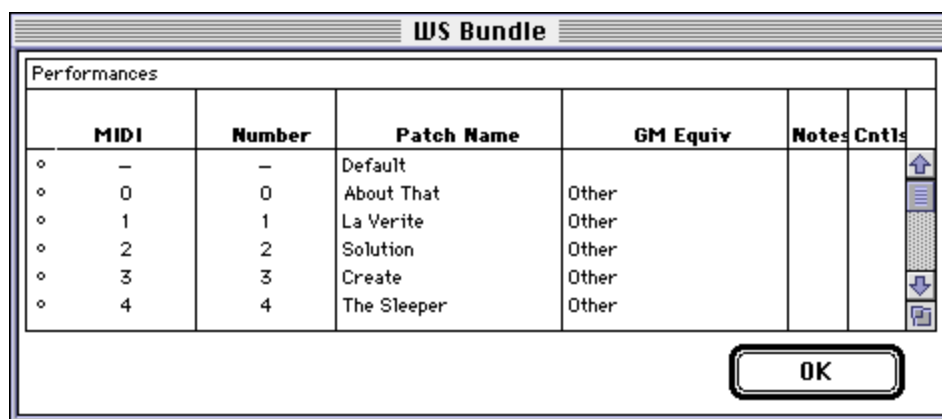 WS Bundle
Performances
MIDI Number Patch Name GM Equiv Notes Cntls
– – Default
0 0 About That Other
1 1 La Verite Other
2 2 Solution Other
3 3 Create Other
4 4 The Sleeper Other
OK